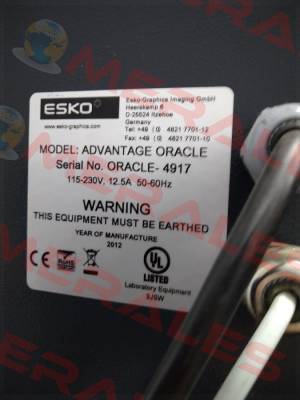 ESKO
www.esko-graphics.com
Esko-Graphics Imaging GmbH
Heerskamp 6
D-25524 Itzehoe
Germany
Tel: +49 (0) 4821 7701-12
Fax: +49 (0) 4821 7701-10
MODEL: ADVANTAGE ORACLE
Serial No. ORACLE- 4917
115-230V, 12.5A 50-60Hz
WARNING
THIS EQUIPMENT MUST BE EARTHED
YEAR OF MANUFACTURE
2012
CE
RoHS
UL
LISTED
Laboratory Equipment